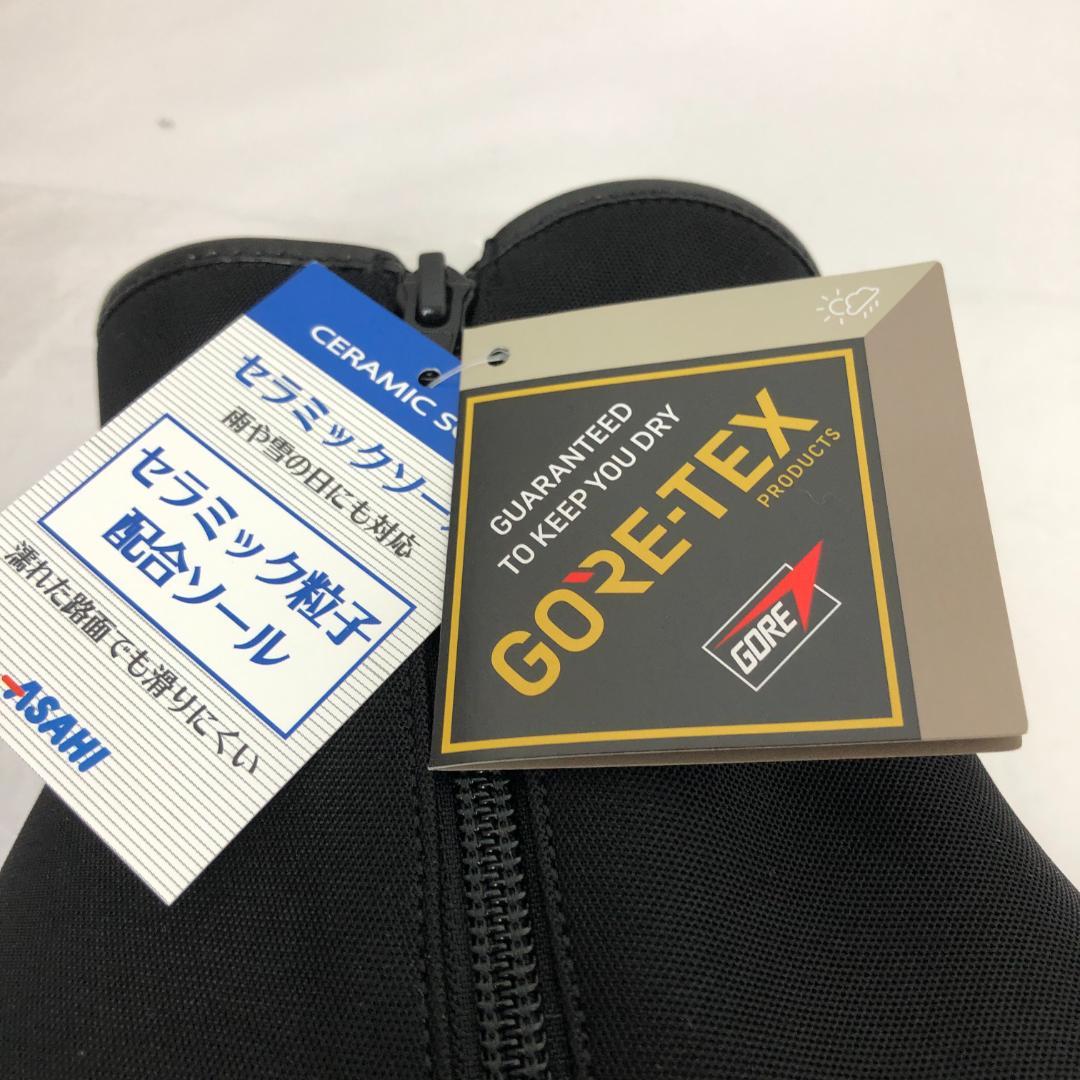 CERAMIC
セラミックソー
雨や雪の日にも対応
セラミック粒子
配合ソール
濡れた路面でも滑りにくい
ASAHI
GUARANTEED
TO KEEP YOU DRY
GORE-TEX
PRODUCTS
GORE